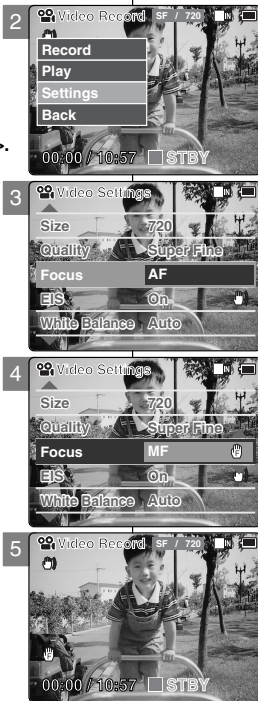 2
Video Record SF / 720 IN
Record
Play
Settings
Back
>.
00:00 / 10:57 STBY
3
Video Settings IN
Size 720
Quality Super Fine
Focus AF
EIS On
White Balance Auto
4
Video Settings IN
Size 720
Quality Super Fine
Focus MF
EIS On
White Balance Auto
5
Video Record SF / 720 IN
00:00 / 10:57 STBY